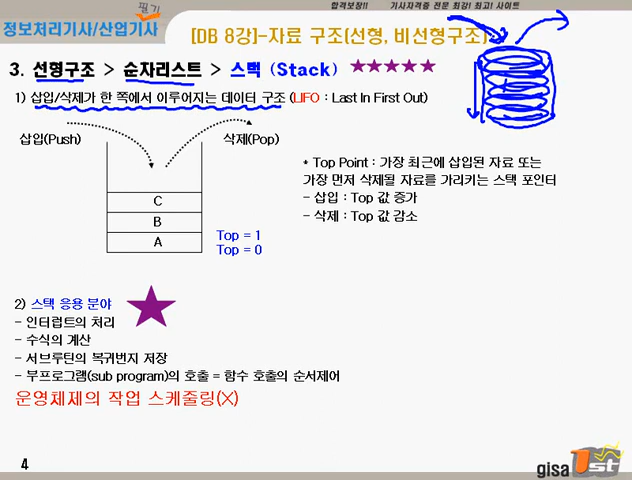 합격보장!! 기사자격증 전문 최강! 최고! 사이트
필기
정보처리기사/산업기사
[DB 8강]-자료 구조(선형, 비선형구조)
3. 선형구조 > 순차리스트 > 스택 (Stack) ★★★★★
1) 삽입/삭제가 한 쪽에서 이루어지는 데이터 구조 (LIFO : Last In First Out)
삽입(Push) 삭제(Pop)
* Top Point : 가장 최근에 삽입된 자료 또는
가장 먼저 삭제될 자료를 가리키는 스택 포인터
- 삽입 : Top 값 증가
- 삭제 : Top 값 감소
C
B
A
Top = 1
Top = 0
2) 스택 응용 분야
- 인터럽트의 처리
- 수식의 계산
- 서브루틴의 복귀번지 저장
- 부프로그램(sub program)의 호출 = 함수 호출의 순서제어
운영체제의 작업 스케줄링(X)
4
gisa 1st